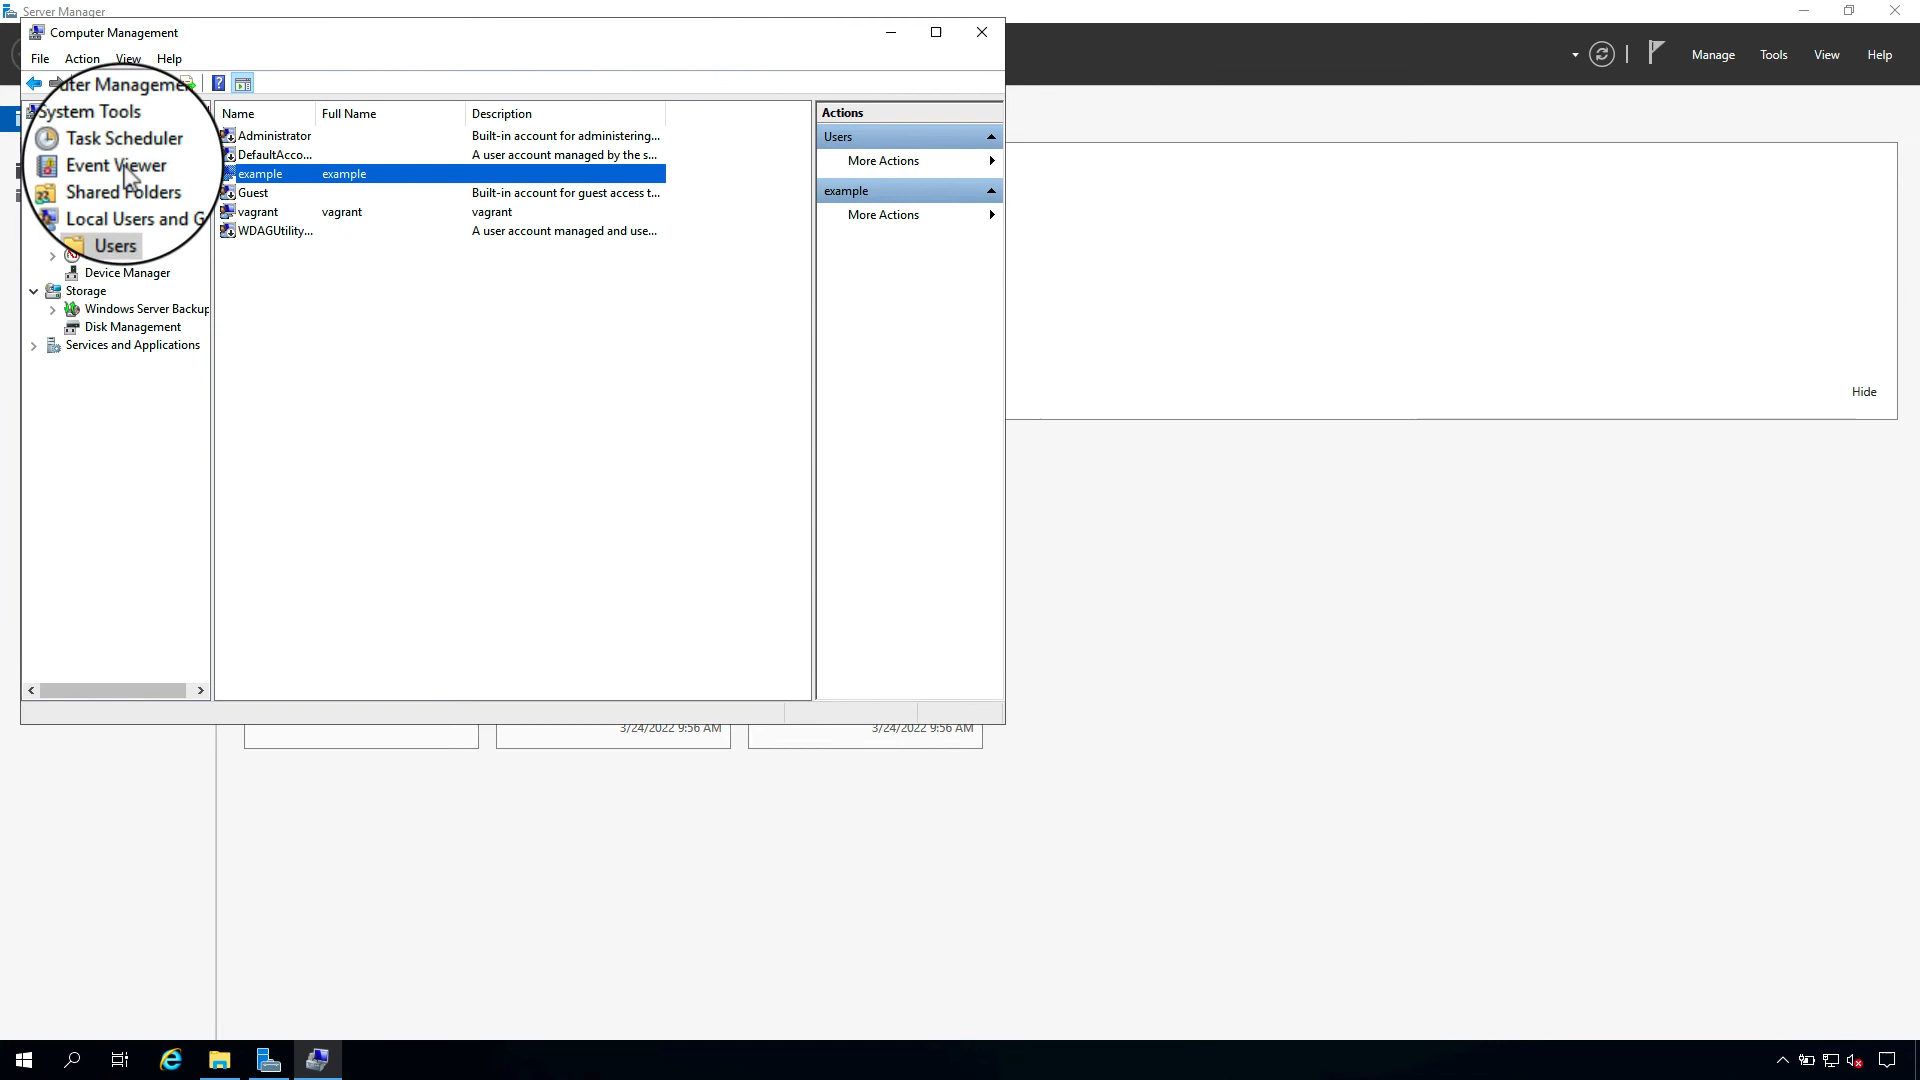 Server Manager
Computer Management
File Action View Help
Manage Tools View Help
uter Managemen
System Tools
Task Scheduler
Event Viewer
Shared Folders
Local Users and G
Users
Device Manager
Storage
Windows Server Backup
Disk Management
Services and Applications
Name Full Name Description
Administrator Built-in account for administering...
DefaultAcco... A user account managed by the s...
example example
Guest Built-in account for guest access t...
vagrant vagrant vagrant
WDAGUtility... A user account managed and use...
Actions
Users
More Actions
example
More Actions
Hide
3/24/2022 9:56 AM 3/24/2022 9:56 AM